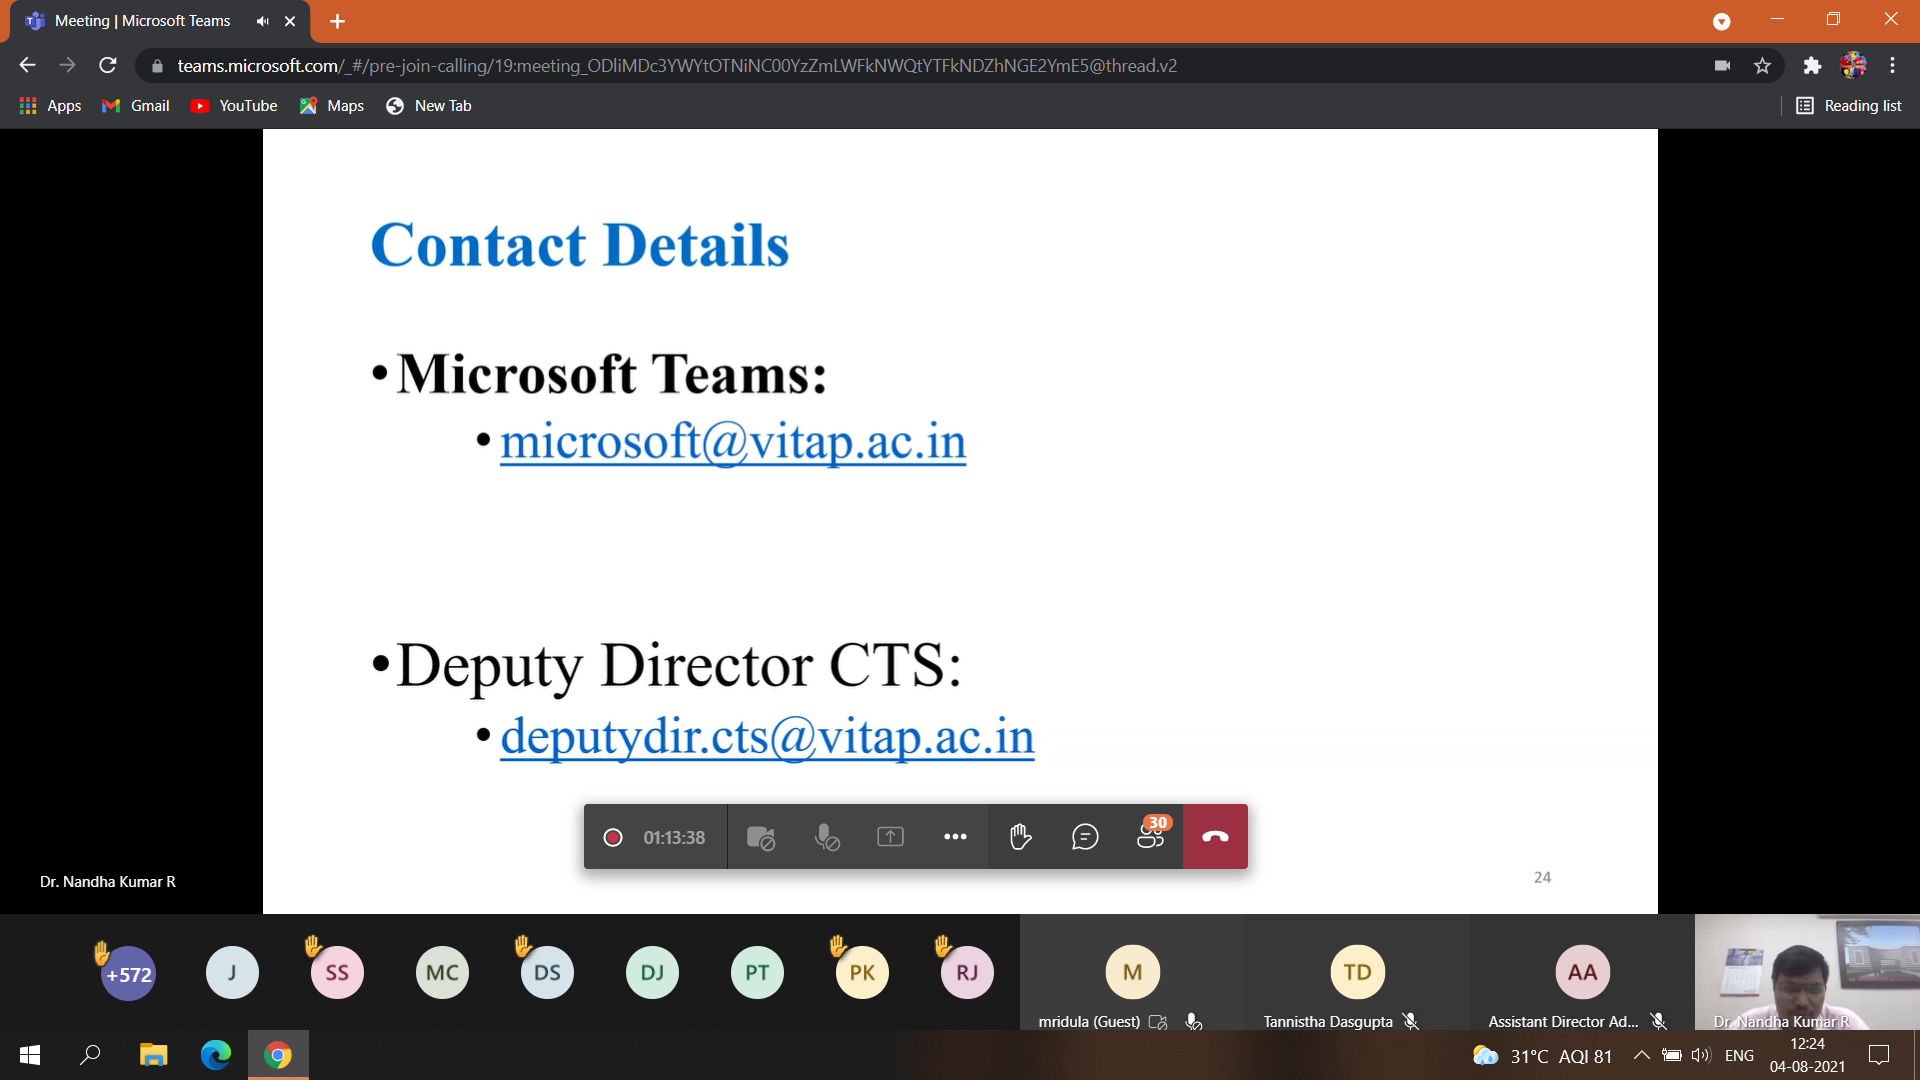 Meeting | Microsoft Teams
teams.microsoft.com/_#/pre-join-calling/19:meeting_ODliMDc3YWYtOTNiNC00YzZmLWFkNWQtYTFkNDZhNGE2YmE5@thread.v2
Apps Gmail YouTube Maps New Tab Reading list
Contact Details
•Microsoft Teams:
•microsoft@vitap.ac.in
•Deputy Director CTS:
•deputydir.cts@vitap.ac.in
01:13:38 30
Dr. Nandha Kumar R
24
+572 J SS MC DS DJ PT PK RJ M TD AA
mridula (Guest) Tannistha Dasgupta Assistant Director Ad... Dr. Nandha Kumar R
31°C AQI 81 ENG 12:24
04-08-2021